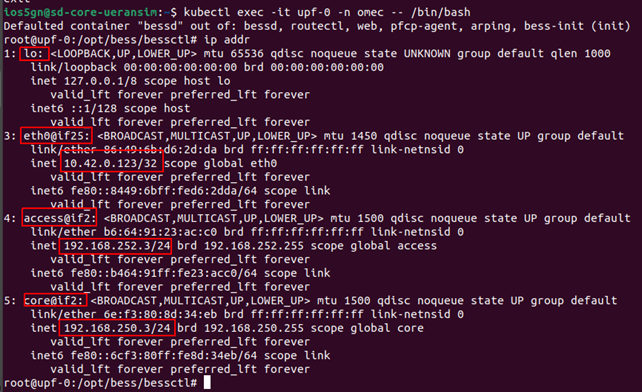 exit
ios5gn@sd-core-ueransim:~$ kubectl exec -it upf-0 -n omec -- /bin/bash
Defaulted container "bessd" out of: bessd, routectl, web, pfcp-agent, arping, bess-init (init)
root@upf-0:/opt/bess/bessctl# ip addr
1: lo: <LOOPBACK,UP,LOWER_UP> mtu 65536 qdisc noqueue state UNKNOWN group default qlen 1000
    link/loopback 00:00:00:00:00:00 brd 00:00:00:00:00:00
    inet 127.0.0.1/8 scope host lo
       valid_lft forever preferred_lft forever
    inet6 ::1/128 scope host
       valid_lft forever preferred_lft forever
3: eth0@if25: <BROADCAST,MULTICAST,UP,LOWER_UP> mtu 1450 qdisc noqueue state UP group default
    link/ether 86:49:6b:d6:2d:da brd ff:ff:ff:ff:ff:ff link-netnsid 0
    inet 10.42.0.123/32 scope global eth0
       valid_lft forever preferred_lft forever
    inet6 fe80::8449:6bff:fed6:2dda/64 scope link
       valid_lft forever preferred_lft forever
4: access@if2: <BROADCAST,MULTICAST,UP,LOWER_UP> mtu 1500 qdisc noqueue state UP group default
    link/ether b6:64:91:23:ac:c0 brd ff:ff:ff:ff:ff:ff link-netnsid 0
    inet 192.168.252.3/24 brd 192.168.252.255 scope global access
       valid_lft forever preferred_lft forever
    inet6 fe80::b464:91ff:fe23:acc0/64 scope link
       valid_lft forever preferred_lft forever
5: core@if2: <BROADCAST,MULTICAST,UP,LOWER_UP> mtu 1500 qdisc noqueue state UP group default
    link/ether 6e:f3:80:8d:34:eb brd ff:ff:ff:ff:ff:ff link-netnsid 0
    inet 192.168.250.3/24 brd 192.168.250.255 scope global core
       valid_lft forever preferred_lft forever
    inet6 fe80::6cf3:80ff:fe8d:34eb/64 scope link
       valid_lft forever preferred_lft forever
root@upf-0:/opt/bess/bessctl#